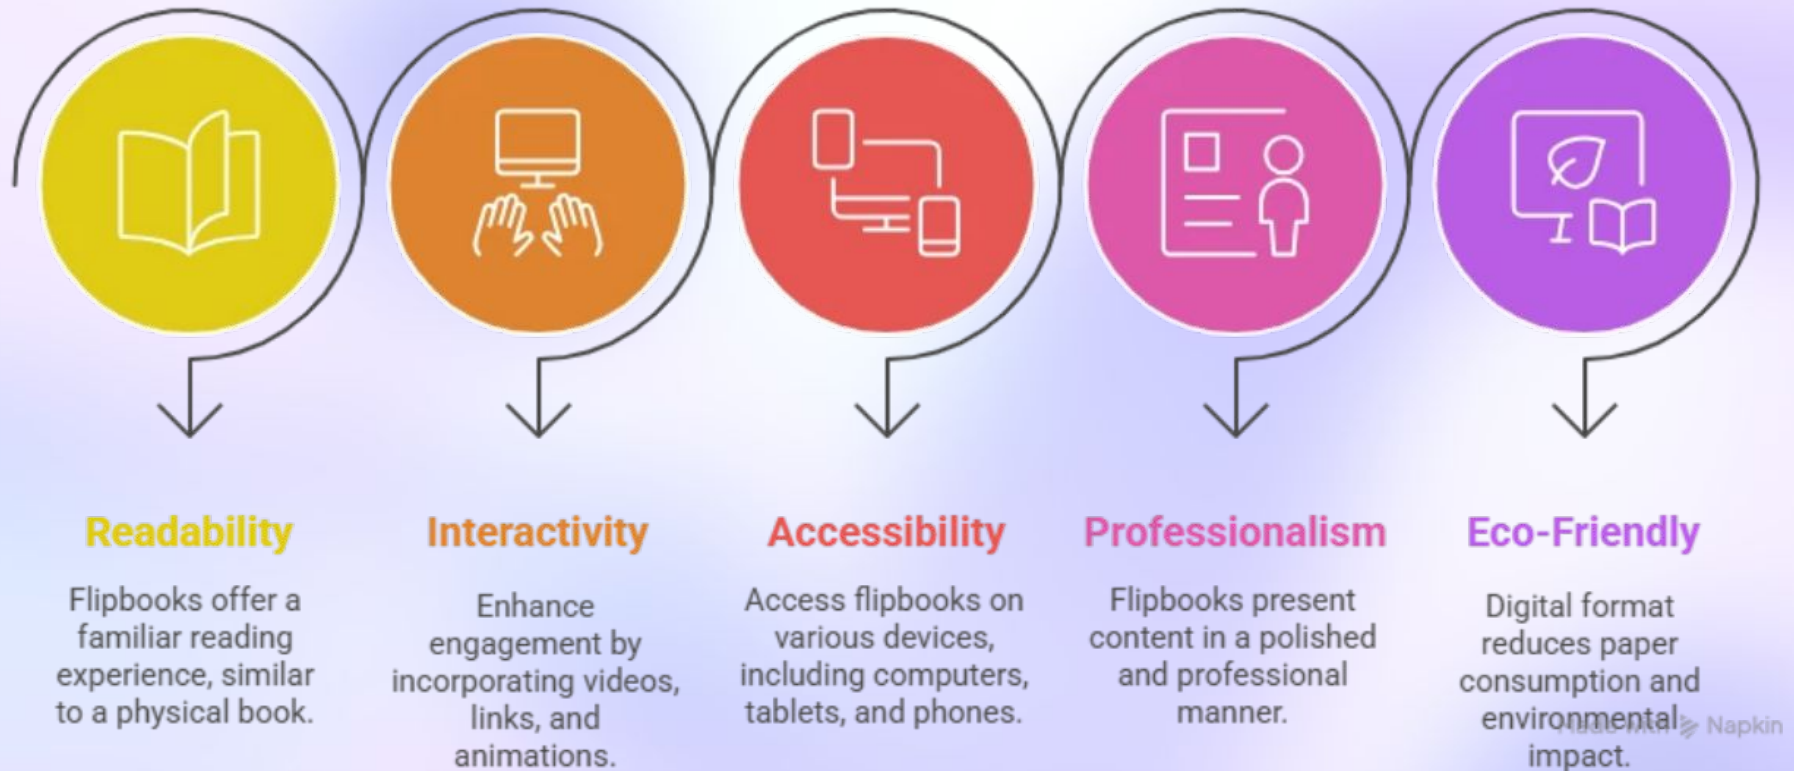 Readability
Flipbooks offer a
familiar reading
experience, similar
to a physical book.
Interactivity
Enhance
engagement by
incorporating videos,
links, and
animations.
Accessibility
Access flipbooks on
various devices,
including computers,
tablets, and phones.
Professionalism
Flipbooks present
content in a polished
and professional
manner.
Eco-Friendly
Digital format
reduces paper
consumption and
environmental
impact.
Made with Napkin